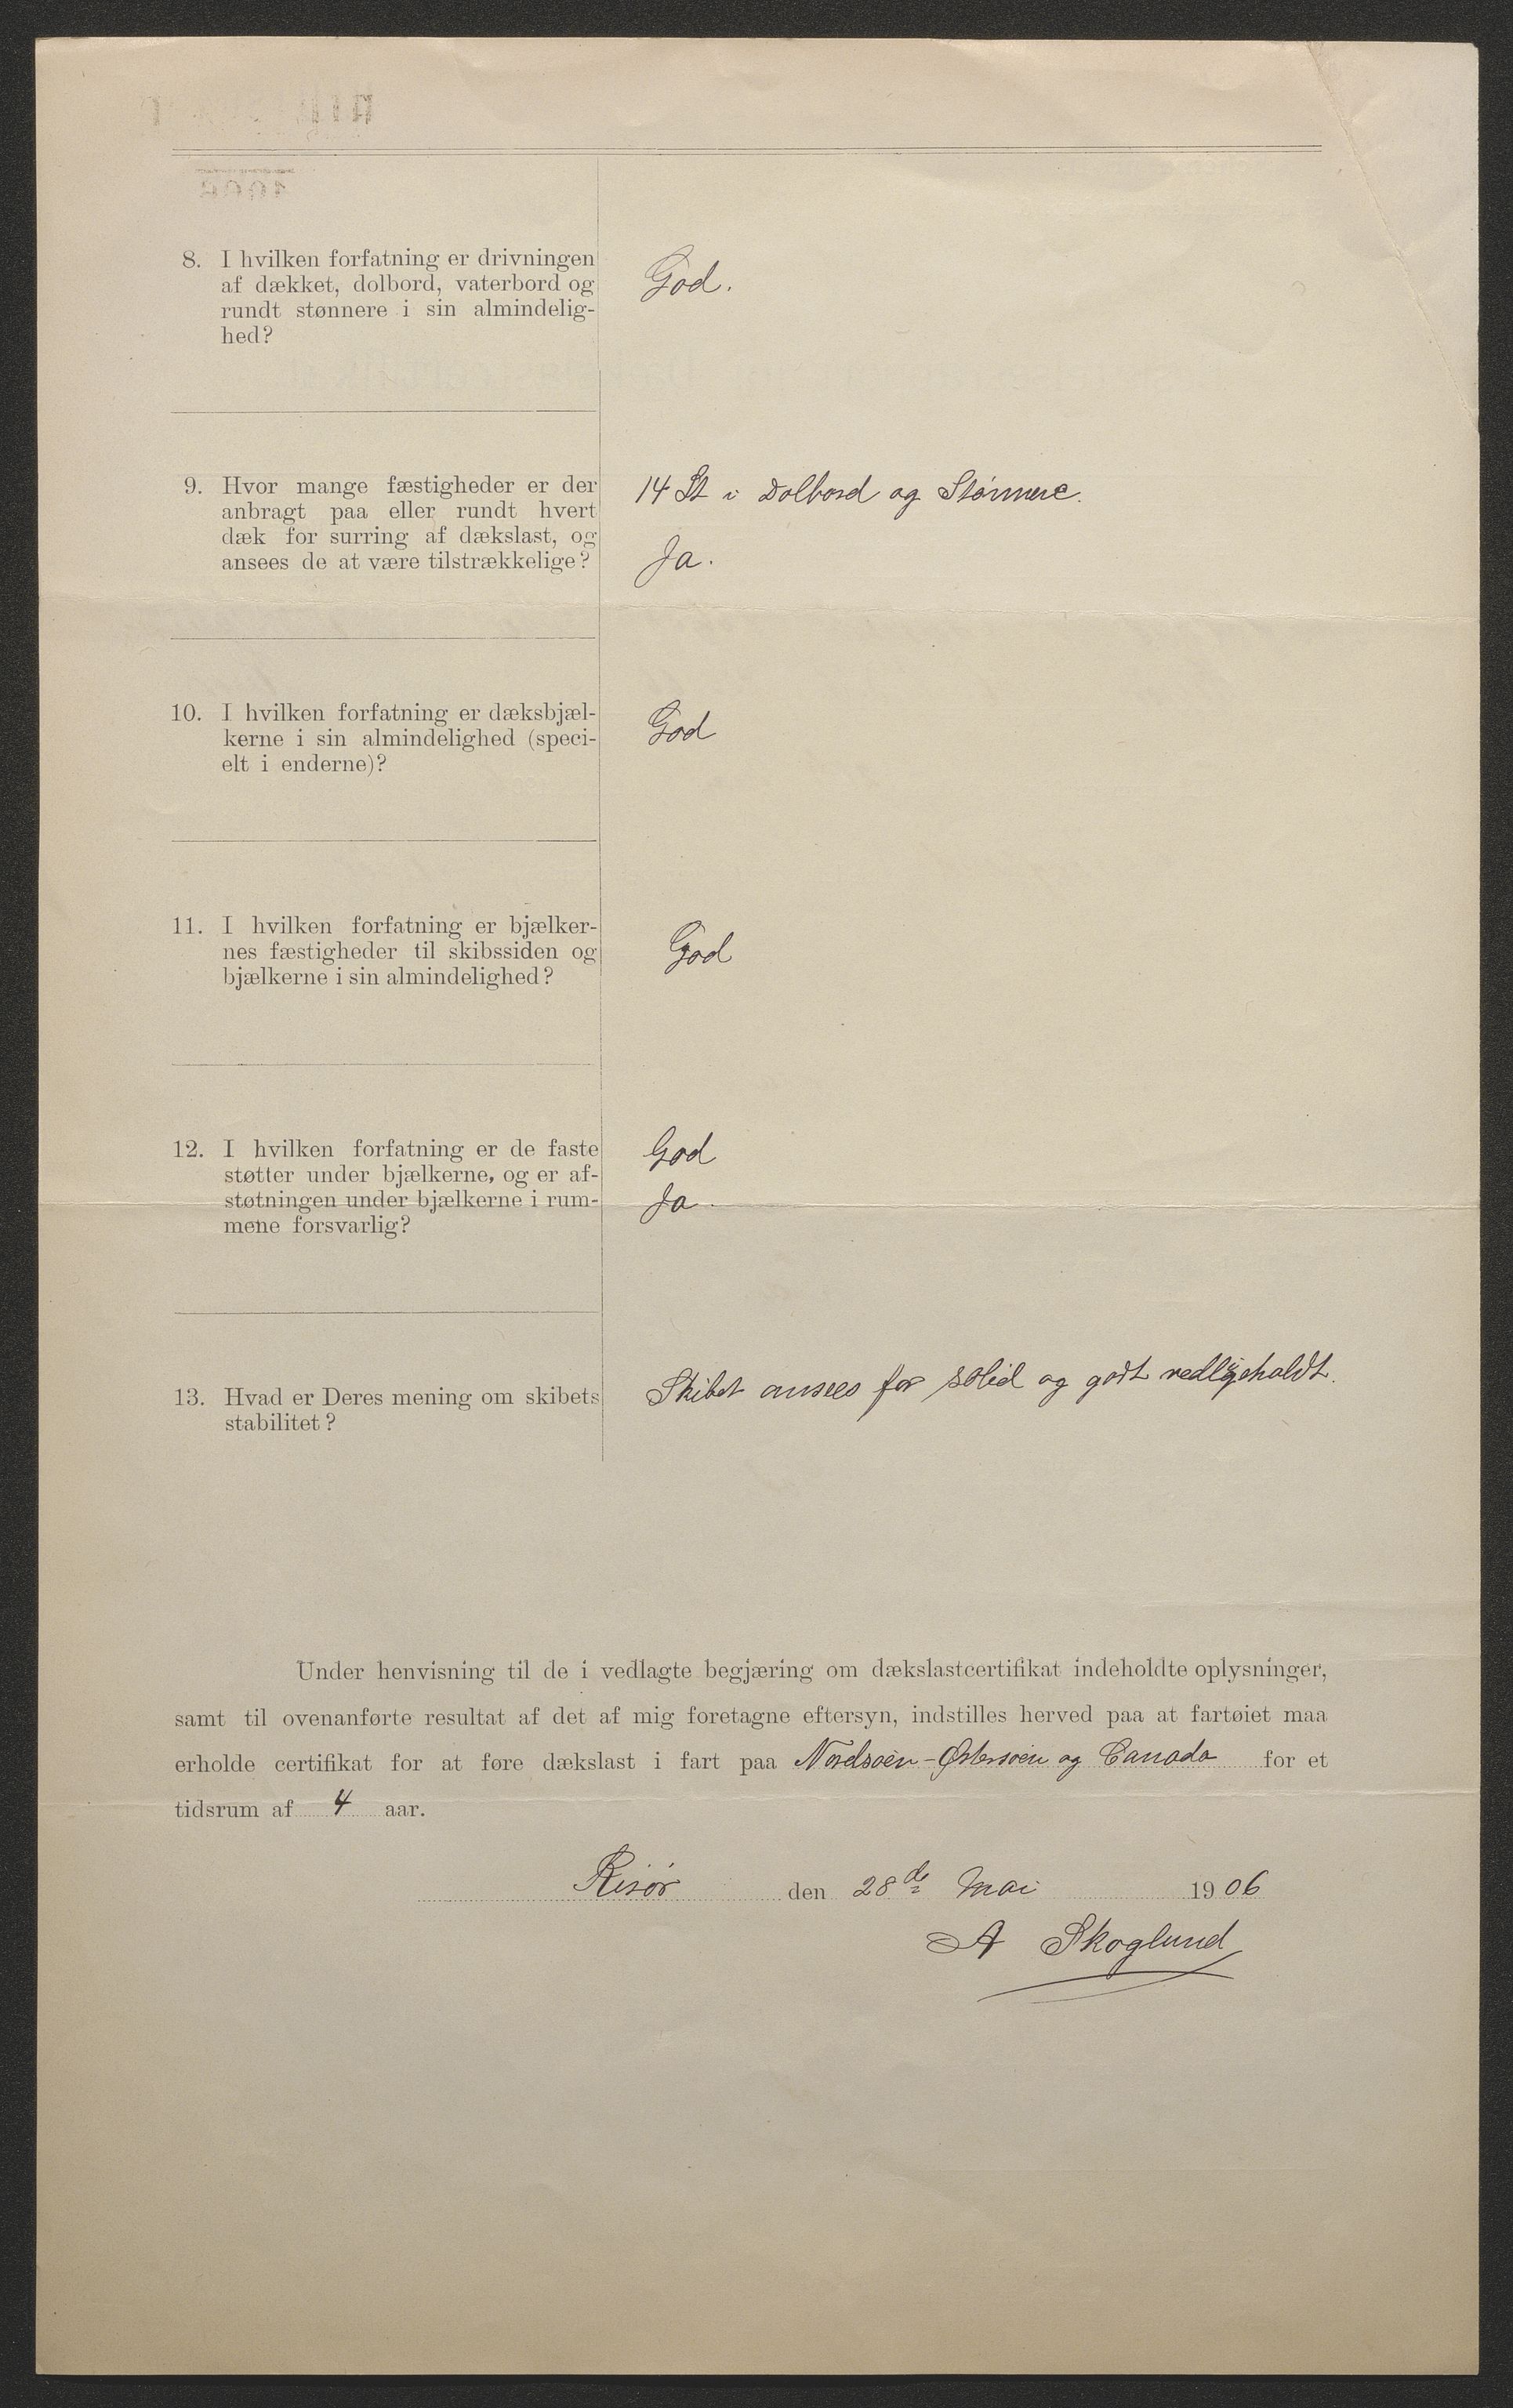 8. I hvilken forfatning er drivningen
af dækket, dolbord, vaterbord og
rundt stønnere i sin almindelig-
hed?
God.
9. Hvor mange fæstigheder er der
anbragt paa eller rundt hvert
dæk for surring af dækslast, og
ansees de at være tilstrækkelige?
14 St i Dolbord og Stønnere.
Ja.
10. I hvilken forfatning er dæksbjæl-
kerne i sin almindelighed (speci-
elt i enderne)?
God
11. I hvilken forfatning er bjælker-
nes fæstigheder til skibssiden og
bjælkerne i sin almindelighed?
God
12. I hvilken forfatning er de faste
støtter under bjælkerne, og er af-
støtningen under bjælkerne i rum-
mene forsvarlig?
God
Ja.
13. Hvad er Deres mening om skibets
stabilitet?
Skibet ansees for solid og godt vedligeholdt.
Under henvisning til de i vedlagte begjæring om dækslastcertifikat indeholdte oplysninger,
samt til ovenanførte resultat af det af mig foretagne eftersyn, indstilles herved paa at fartøiet maa
erholde certifikat for at føre dækslast i fart paa Nordsøen-Østersøen og Canada for et
tidsrum af 4 aar.
Risør den 28de Mai 1906
A Skoglund